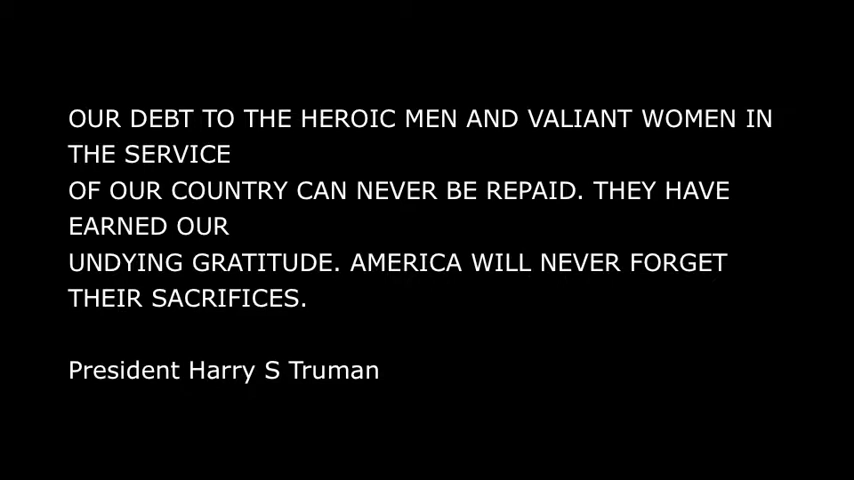 OUR DEBT TO THE HEROIC MEN AND VALIANT WOMEN IN
THE SERVICE
OF OUR COUNTRY CAN NEVER BE REPAID. THEY HAVE
EARNED OUR
UNDYING GRATITUDE. AMERICA WILL NEVER FORGET
THEIR SACRIFICES.
President Harry S Truman